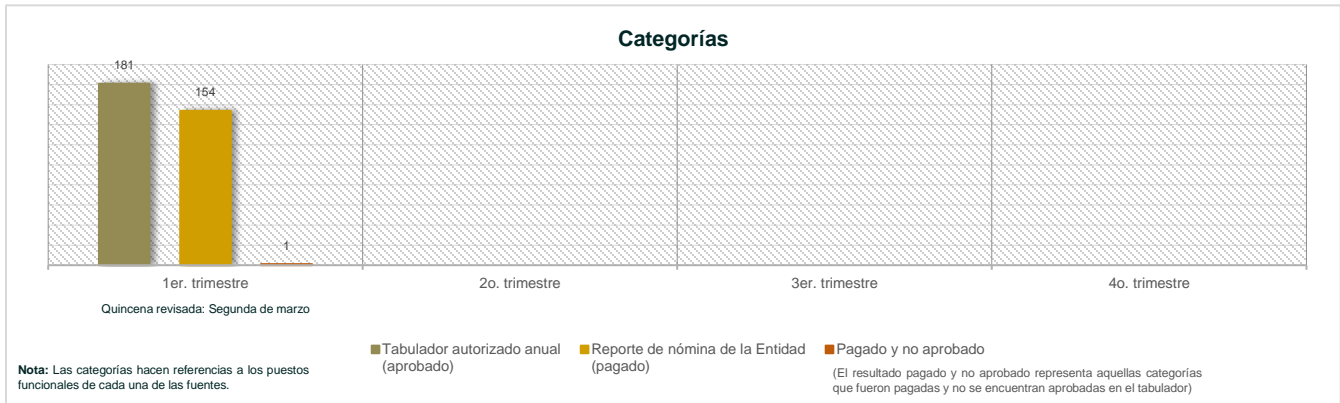 Categorías
181
154
1
1er. trimestre
2o. trimestre
3er. trimestre
4o. trimestre
Quincena revisada: Segunda de marzo
Tabulador autorizado anual
(aprobado)
Reporte de nómina de la Entidad
(pagado)
Pagado y no aprobado
(El resultado pagado y no aprobado representa aquellas categorías
que fueron pagadas y no se encuentran aprobadas en el tabulador)
Nota: Las categorías hacen referencias a los puestos
funcionales de cada una de las fuentes.